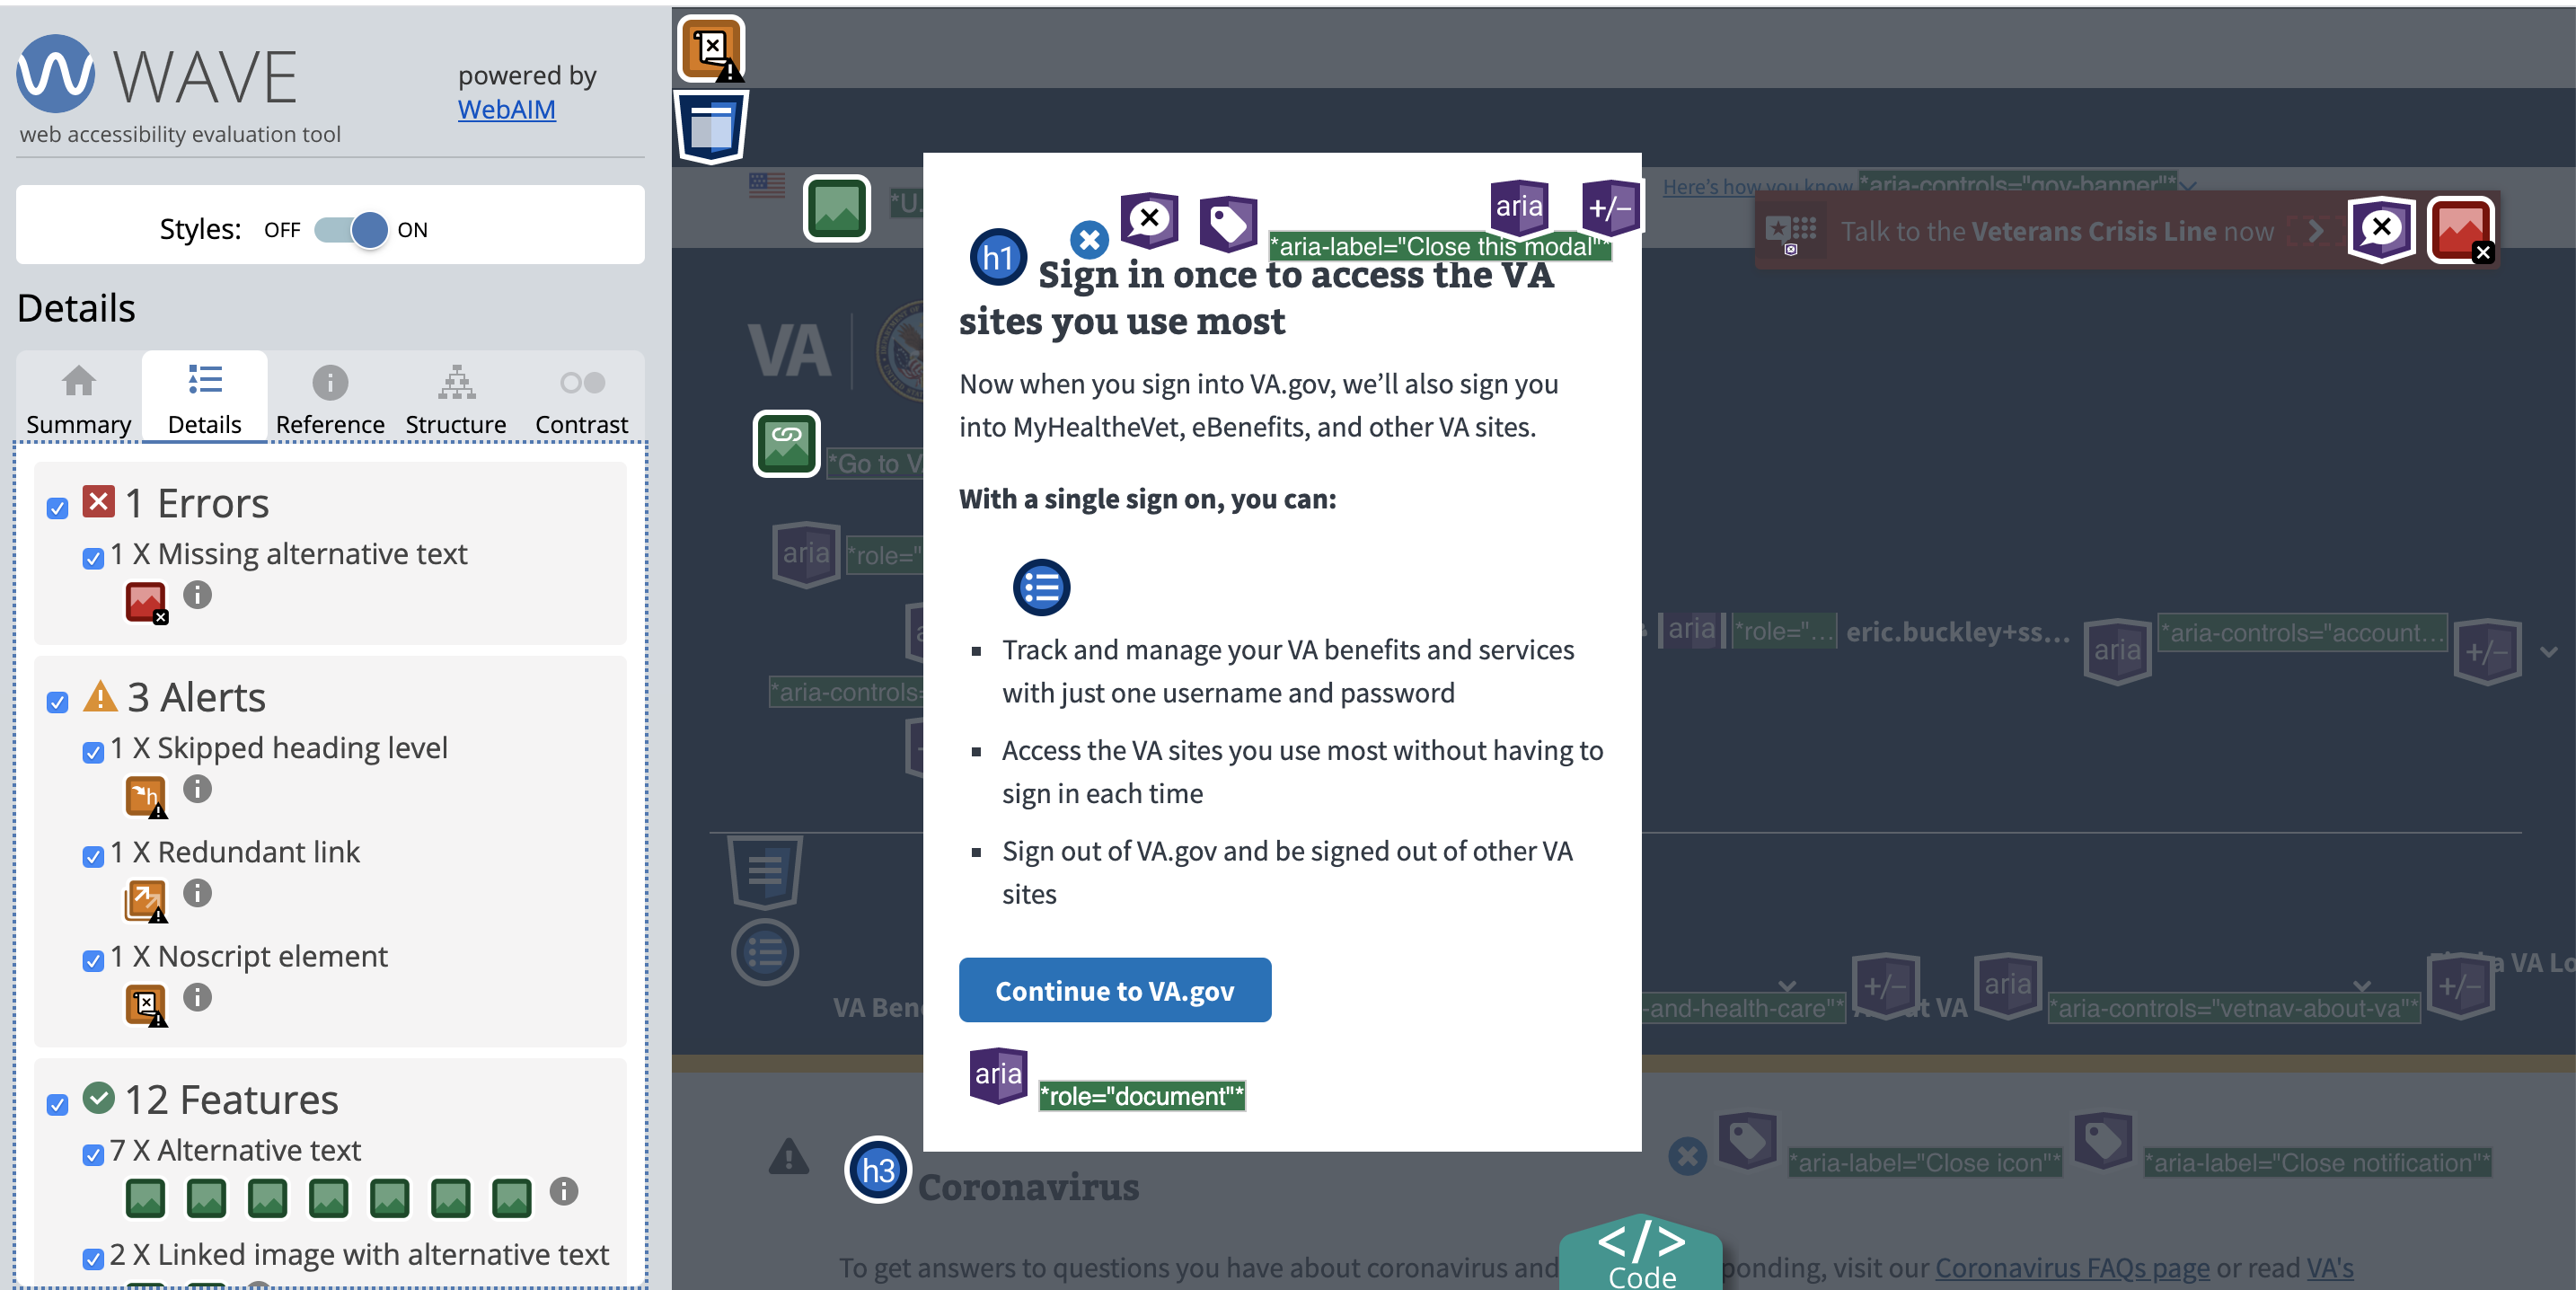 WAVE
web accessibility evaluation tool
powered by
WebAIM
Styles: OFF ON
Details
Summary
Details
Reference
Structure
Contrast
1 Errors
1 X Missing alternative text
3 Alerts
1 X Skipped heading level
1 X Redundant link
1 X Noscript element
12 Features
7 X Alternative text
2 X Linked image with alternative text
*U.
Here's how you know
*aria-controls="gov-banner"*
Talk to the Veterans Crisis Line now
VA
*Go to V
aria
*role="
*aria-controls=
aria
*role="...
eric.buckley+ss...
aria
*aria-controls="account...
+/-
VA Ben
-and-health-care"*
+/-
t VA
aria
*aria-controls="vetnav-about-va"*
+/-
a VA Lo
aria
+/-
*aria-label="Close this modal"*
h1
Sign in once to access the VA
sites you use most
Now when you sign into VA.gov, we'll also sign you
into MyHealtheVet, eBenefits, and other VA sites.
With a single sign on, you can:
Track and manage your VA benefits and services
with just one username and password
Access the VA sites you use most without having to
sign in each time
Sign out of VA.gov and be signed out of other VA
sites
Continue to VA.gov
aria
*role="document"*
h3
Coronavirus
*aria-label="Close icon"*
*aria-label="Close notification"*
To get answers to questions you have about coronavirus and
ponding, visit our Coronavirus FAQs page or read VA's
</>
Code